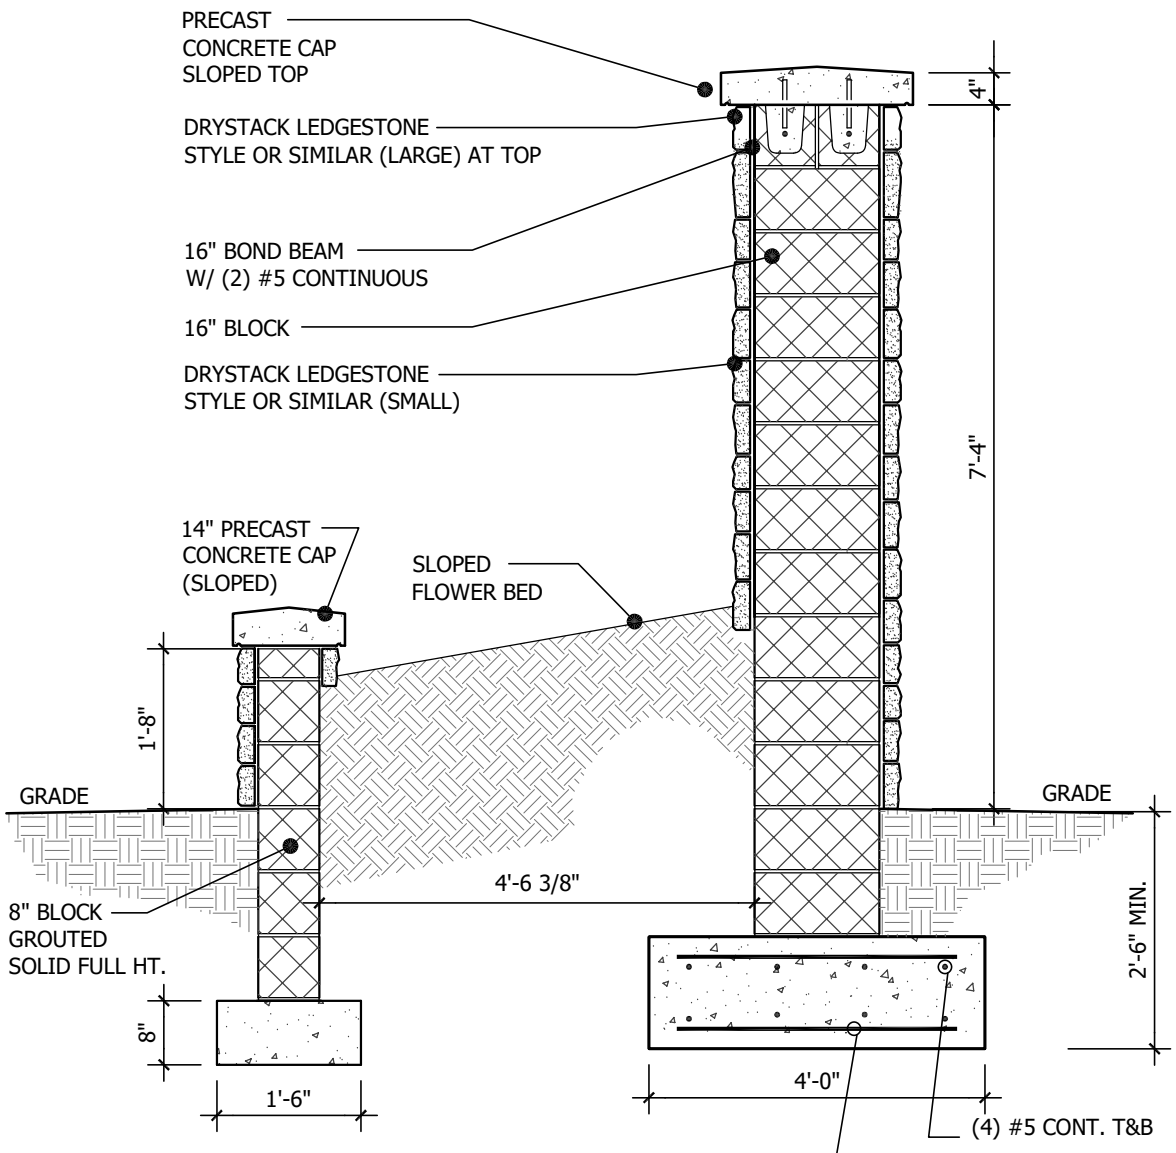 PRECAST
CONCRETE CAP
SLOPED TOP
4"
DRYSTACK LEDGESTONE
STYLE OR SIMILAR (LARGE) AT TOP
16" BOND BEAM
W/ (2) #5 CONTINUOUS
16" BLOCK
DRYSTACK LEDGESTONE
STYLE OR SIMILAR (SMALL)
7'-4"
14" PRECAST
CONCRETE CAP
(SLOPED)
SLOPED
FLOWER BED
1'-8"
GRADE
GRADE
4'-6 3/8"
8" BLOCK
GROUTED
SOLID FULL HT.
2'-6" MIN.
8"
1'-6"
4'-0"
(4) #5 CONT. T&B